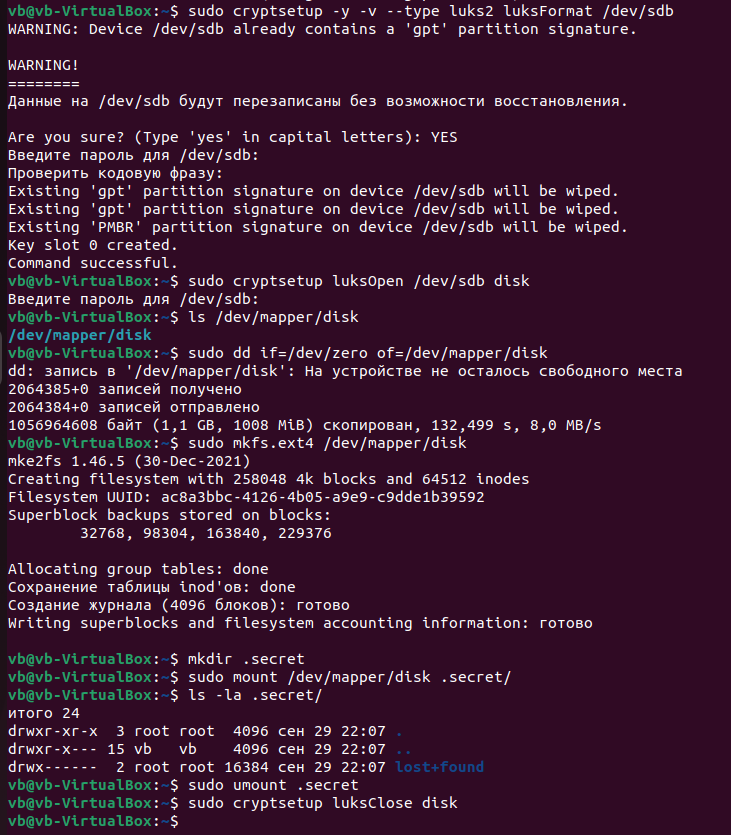 vb@vb-VirtualBox:~$ sudo cryptsetup -y -v --type luks2 luksFormat /dev/sdb
WARNING: Device /dev/sdb already contains a 'gpt' partition signature.
WARNING!
========
Данные на /dev/sdb будут перезаписаны без возможности восстановления.
Are you sure? (Type 'yes' in capital letters): YES
Введите пароль для /dev/sdb:
Проверить кодовую фразу:
Existing 'gpt' partition signature on device /dev/sdb will be wiped.
Existing 'gpt' partition signature on device /dev/sdb will be wiped.
Existing 'PMBR' partition signature on device /dev/sdb will be wiped.
Key slot 0 created.
Command successful.
vb@vb-VirtualBox:~$ sudo cryptsetup luksOpen /dev/sdb disk
Введите пароль для /dev/sdb:
vb@vb-VirtualBox:~$ ls /dev/mapper/disk
/dev/mapper/disk
vb@vb-VirtualBox:~$ sudo dd if=/dev/zero of=/dev/mapper/disk
dd: запись в '/dev/mapper/disk': На устройстве не осталось свободного места
2064385+0 записей получено
2064384+0 записей отправлено
1056964608 байт (1,1 GB, 1008 MiB) скопирован, 132,499 s, 8,0 MB/s
vb@vb-VirtualBox:~$ sudo mkfs.ext4 /dev/mapper/disk
mke2fs 1.46.5 (30-Dec-2021)
Creating filesystem with 258048 4k blocks and 64512 inodes
Filesystem UUID: ac8a3bbc-4126-4b05-a9e9-c9dde1b39592
Superblock backups stored on blocks:
        32768, 98304, 163840, 229376
Allocating group tables: done
Сохранение таблицы inod'ов: done
Создание журнала (4096 блоков): готово
Writing superblocks and filesystem accounting information: готово
vb@vb-VirtualBox:~$ mkdir .secret
vb@vb-VirtualBox:~$ sudo mount /dev/mapper/disk .secret/
vb@vb-VirtualBox:~$ ls -la .secret/
итого 24
drwxr-xr-x  3 root root  4096 сен 29 22:07 .
drwxr-x--- 15 vb   vb    4096 сен 29 22:07 ..
drwx------  2 root root 16384 сен 29 22:07 lost+found
vb@vb-VirtualBox:~$ sudo umount .secret
vb@vb-VirtualBox:~$ sudo cryptsetup luksClose disk
vb@vb-VirtualBox:~$